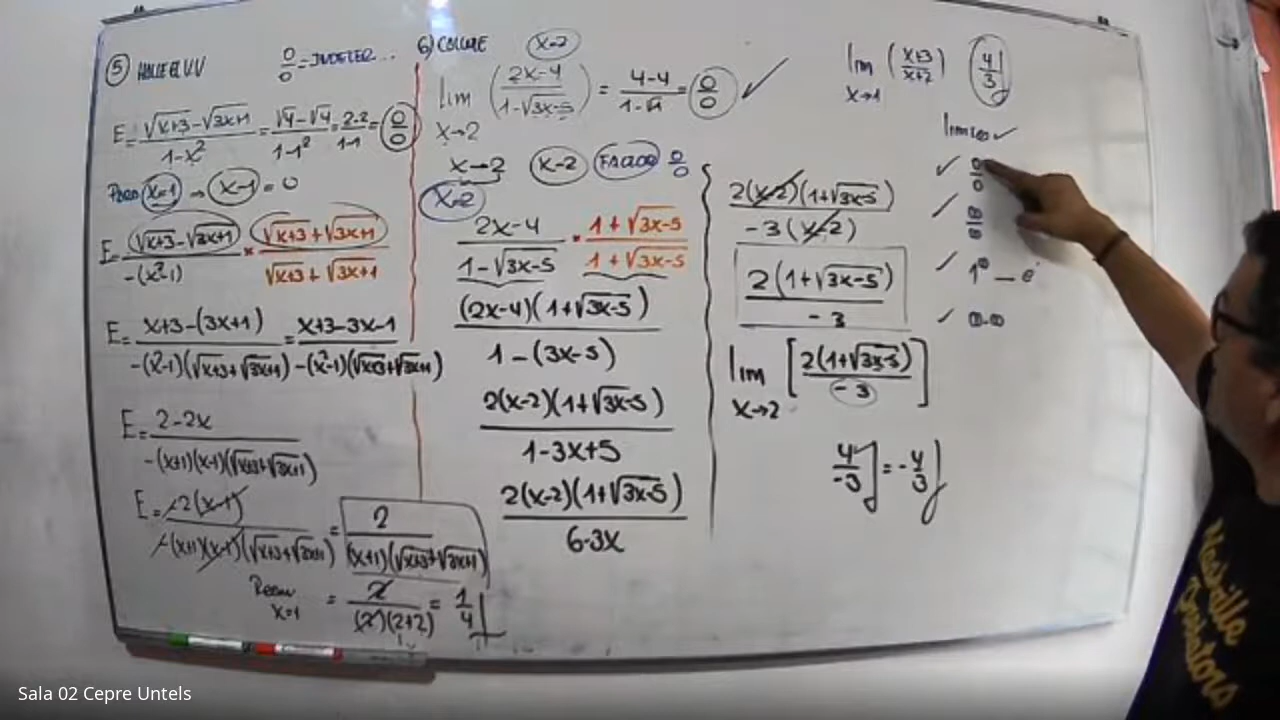 5 HALLE EL V.V
0/0 = INDETER...
E = (√x+3 - √3x+1)/(1-x²) = (√4-√4)/(1-1²) = (2-2)/(1-1) = 0/0
PARA x=1 → x-1 = 0
E = (√x+3 - √3x+1)/(-(x²-1)) * (√x+3 + √3x+1)/(√x+3 + √3x+1)
E = (x+3-(3x+1))/(-(x²-1)(√x+3+√3x+1)) = (x+3-3x-1)/(-(x²-1)(√x+3+√3x+1))
E = (2-2x)/(-(x+1)(x-1)(√x+3+√3x+1))
E = -2(x-1)/(-(x+1)(x-1)(√x+3+√3x+1)) = 2/((x+1)(√x+3+√3x+1))
x=1
= 2/((2)(2+2)) = 1/4
6)
x=2
lim x→2 ((2x-4)/(1-√3x-5)) = (4-4)/(1-√1) = 0/0 ✓
x→2 x-2 0/0
x=2
(2x-4)/(1-√3x-5) • (1+√3x-5)/(1+√3x-5)
(2x-4)(1+√3x-5)/(1-(3x-5))
2(x-2)(1+√3x-5)/(1-3x+5)
2(x-2)(1+√3x-5)/(6-3x)
2(x-2)(1+√3x-5)/(-3(x-2))
2(1+√3x-5)/(-3)
lim x→2 [2(1+√3x-5)/(-3)]
4/-3 = -4/3
lim x→1 ((x+3)/(x+2)) 4/3
✓ 0/0
✓ ∞/∞
✓ 1^∞ — e
✓ ∞-∞
Nashville
Predators
Sala 02 Cepre Untels